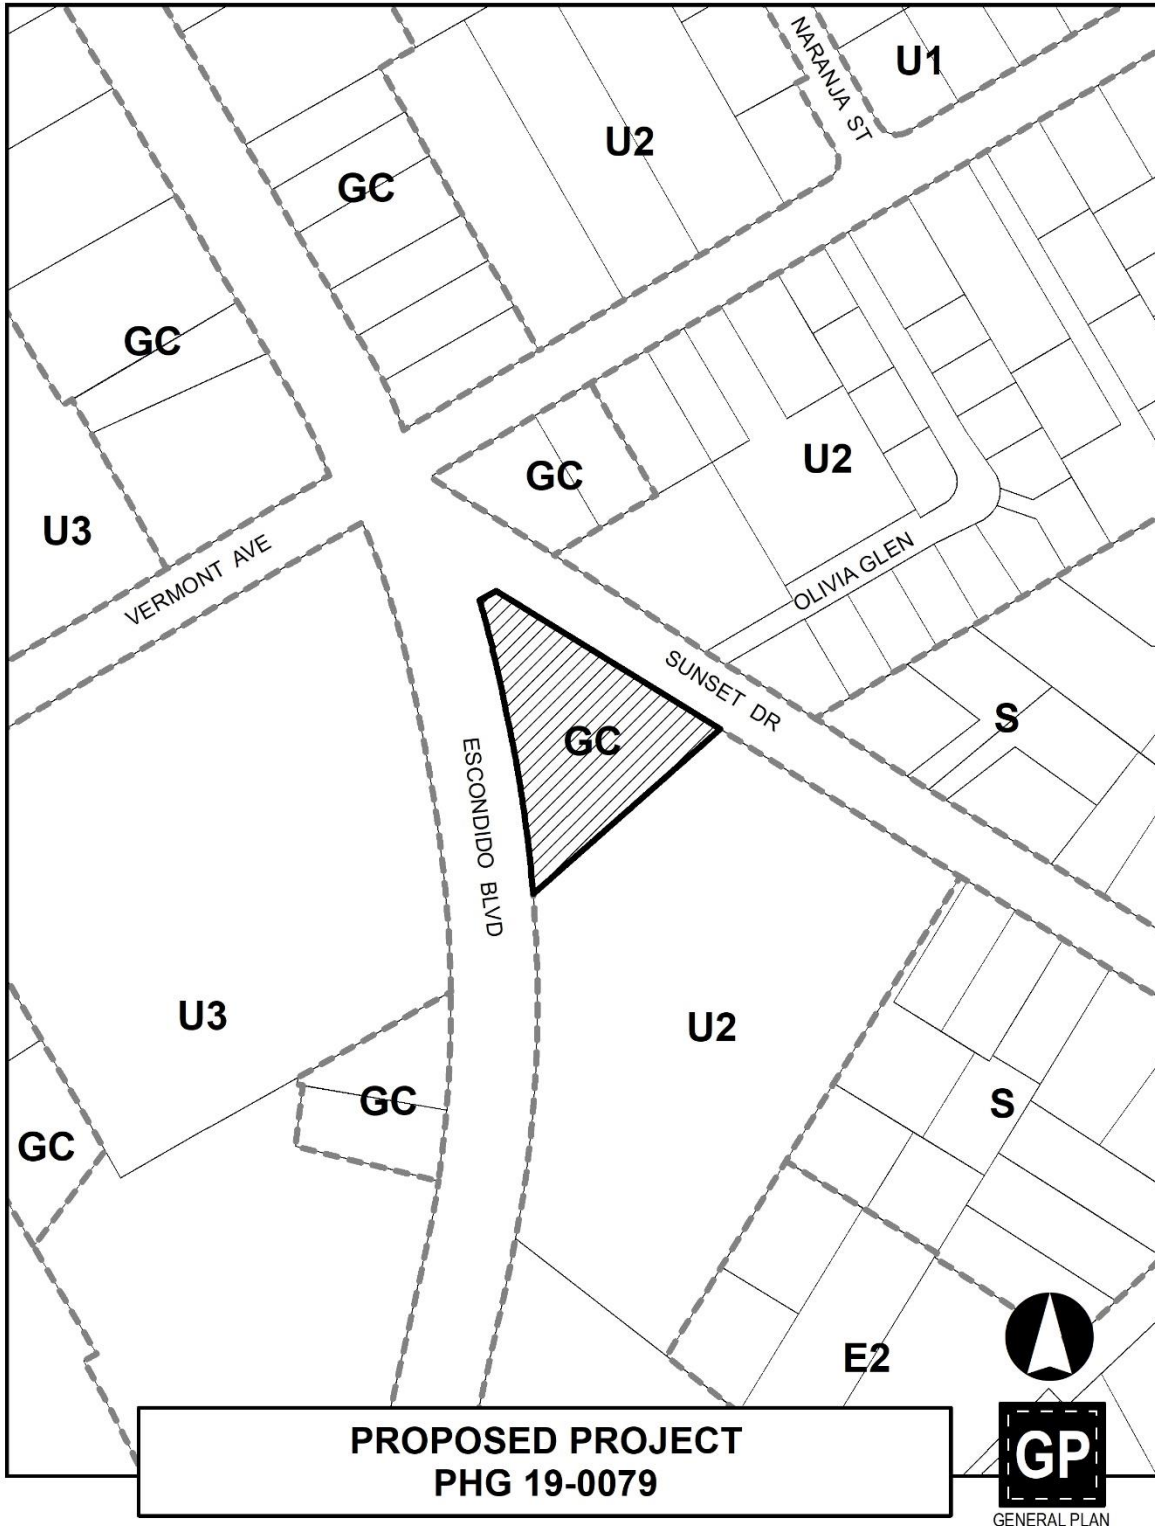 NARANJA ST
U1
U2
GC
GC
GC
U2
U3
VERMONT AVE
OLIVIA GLEN
SUNSET DR
S
GC
ESCONDIDO BLVD
U3
U2
GC
S
GC
E2
PROPOSED PROJECT
PHG 19-0079
GP
GENERAL PLAN